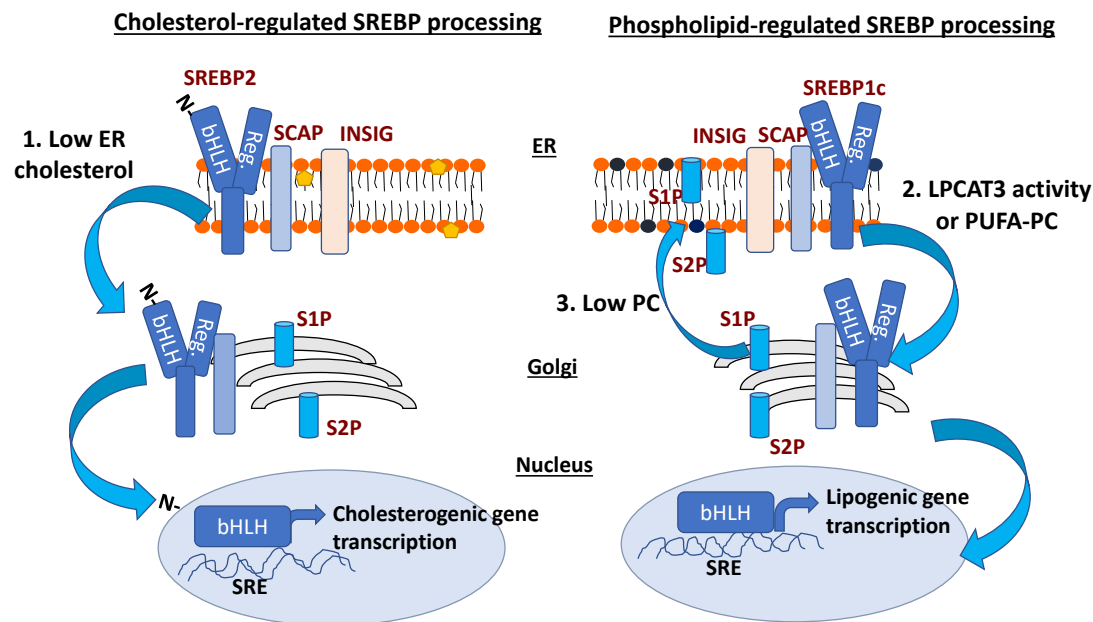 Cholesterol-regulated SREBP processing
Phospholipid-regulated SREBP processing
SREBP2
N-
bHLH
Reg.
SCAP
INSIG
1. Low ER
cholesterol
ER
SREBP1c
INSIG
SCAP
bHLH
Reg.
S1P
S2P
2. LPCAT3 activity
or PUFA-PC
3. Low PC
N-
bHLH
Reg.
S1P
S2P
Golgi
S1P
S2P
bHLH
Reg.
Nucleus
N-
bHLH
Cholesterogenic gene
transcription
SRE
bHLH
Lipogenic gene
transcription
SRE